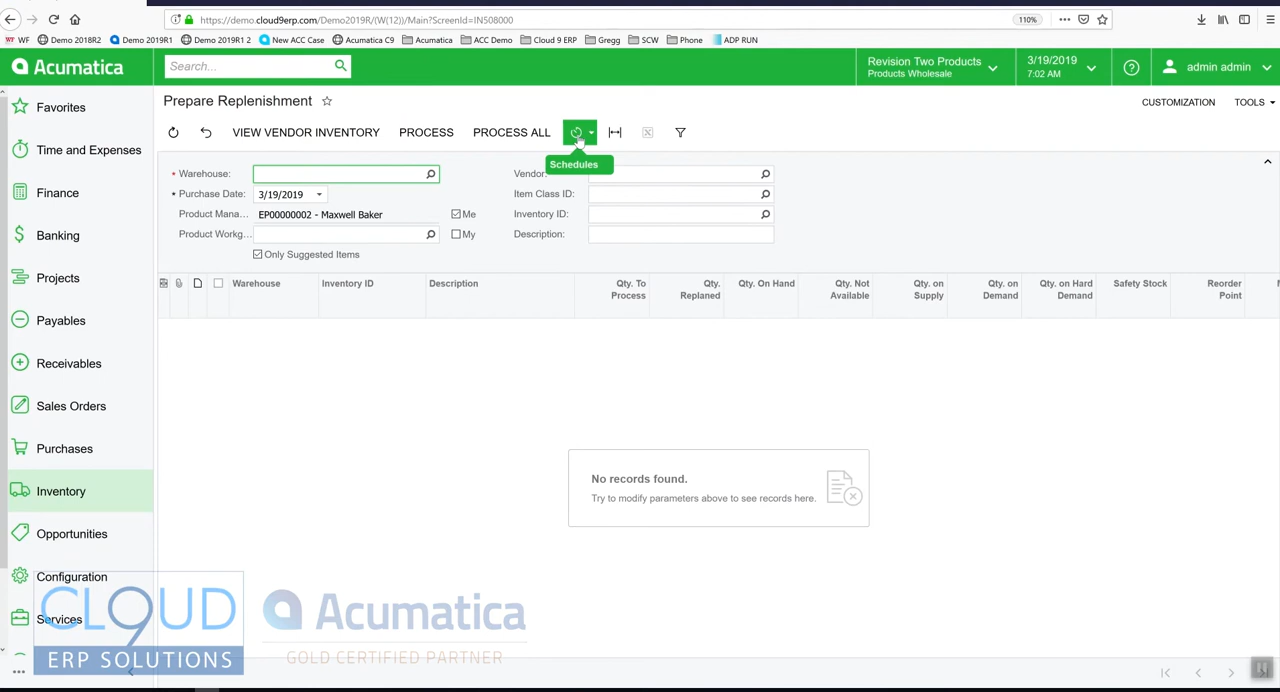 https://demo.cloud9erp.com/Demo2019R/(W(12))/Main?ScreenId=IN508000
110%
WF Demo 2018R2 Demo 2019R1 Demo 2019R1 2 New ACC Case Acumatica C9 Acumatica ACC Demo Cloud 9 ERP Gregg SCW Phone ADP RUN
Acumatica
Search...
Revision Two Products
Products Wholesale
3/19/2019
7:02 AM
admin admin
Favorites
Time and Expenses
Finance
Banking
Projects
Payables
Receivables
Sales Orders
Purchases
Inventory
Opportunities
Configuration
Services
Prepare Replenishment
CUSTOMIZATION TOOLS
VIEW VENDOR INVENTORY PROCESS PROCESS ALL
Schedules
Warehouse:
Purchase Date: 3/19/2019
Product Mana... EP00000002 - Maxwell Baker Me
Product Workg... My
Only Suggested Items
Vendor:
Item Class ID:
Inventory ID:
Description:
Warehouse Inventory ID Description Qty. To Process Qty. Replaned Qty. On Hand Qty. Not Available Qty. on Supply Qty. on Demand Qty. on Hard Demand Safety Stock Reorder Point
No records found.
Try to modify parameters above to see records here.
CLOUD 9
ERP SOLUTIONS
Acumatica
GOLD CERTIFIED PARTNER